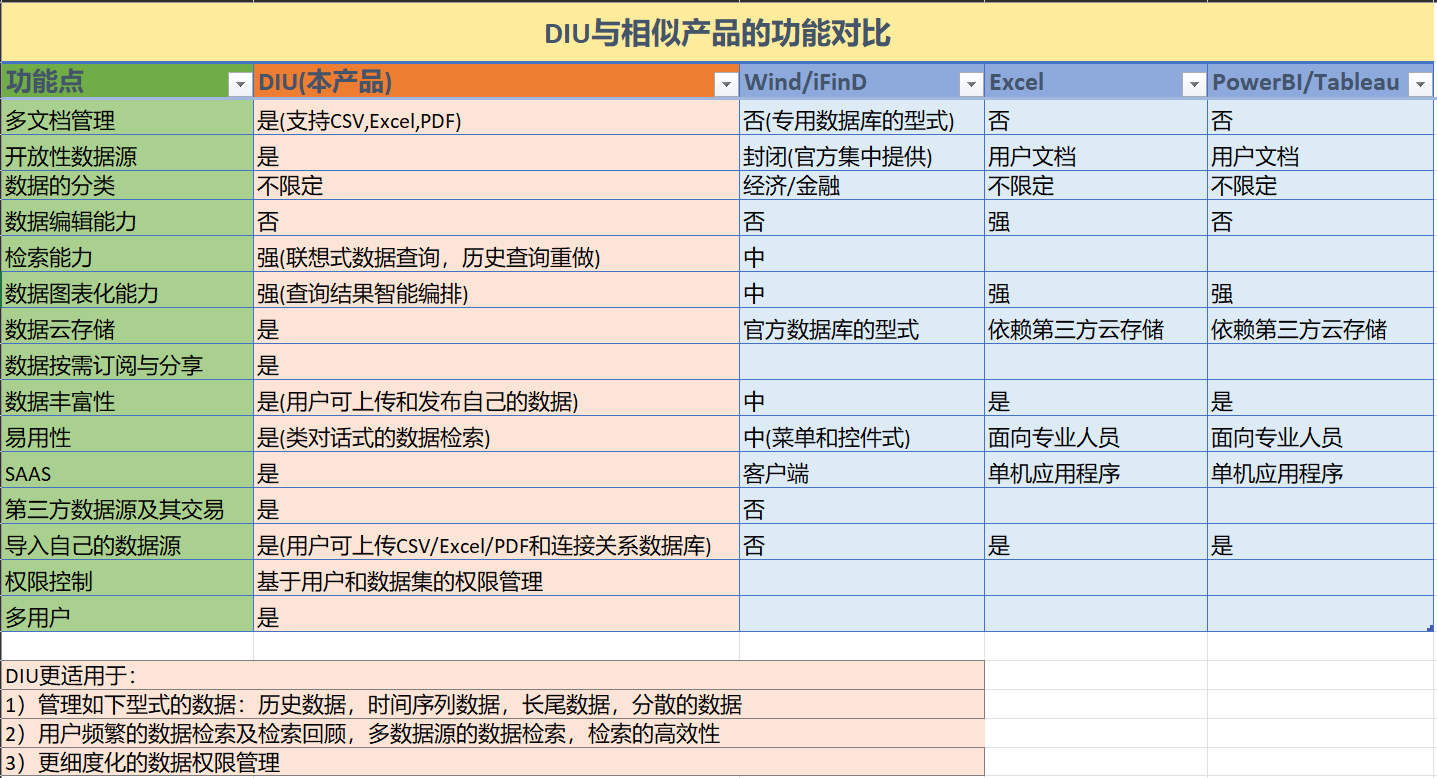 DIU与相似产品的功能对比
功能点 DIU(本产品) Wind/iFinD Excel PowerBI/Tableau
多文档管理 是(支持CSV,Excel,PDF) 否(专用数据库的型式) 否 否
开放性数据源 是 封闭(官方集中提供) 用户文档 用户文档
数据的分类 不限定 经济/金融 不限定 不限定
数据编辑能力 否 否 强 否
检索能力 强(联想式数据查询，历史查询重做) 中
数据图表化能力 强(查询结果智能编排) 中 强 强
数据云存储 是 官方数据库的型式 依赖第三方云存储 依赖第三方云存储
数据按需订阅与分享 是
数据丰富性 是(用户可上传和发布自己的数据) 中 是 是
易用性 是(类对话式的数据检索) 中(菜单和控件式) 面向专业人员 面向专业人员
SAAS 是 客户端 单机应用程序 单机应用程序
第三方数据源及其交易 是 否
导入自己的数据源 是(用户可上传CSV/Excel/PDF和连接关系数据库) 否 是 是
权限控制 基于用户和数据集的权限管理
多用户 是
DIU更适用于：
1）管理如下型式的数据：历史数据，时间序列数据，长尾数据，分散的数据
2）用户频繁的数据检索及检索回顾，多数据源的数据检索，检索的高效性
3）更细度化的数据权限管理